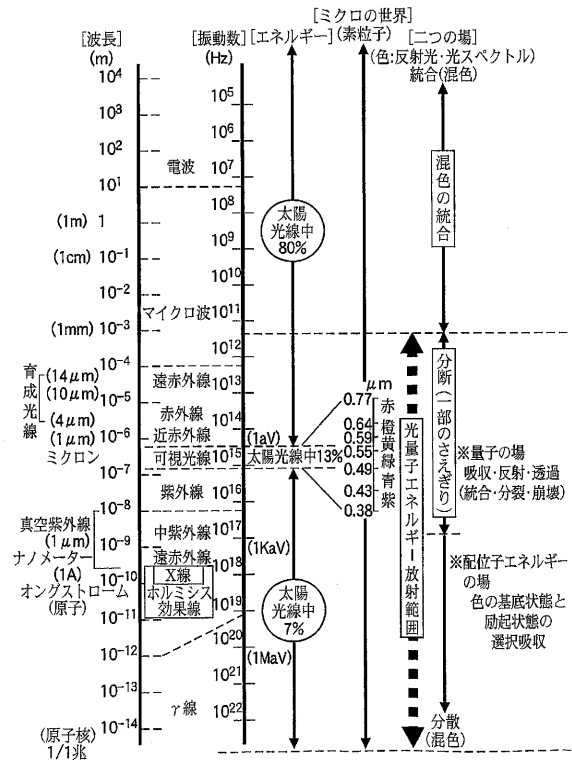 [ミクロの世界]
[波長]
(m)
[振動数]
(Hz)
[エネルギー]
(素粒子)
[二つの場]
(色:反射光・光スペクトル)
統合(混色)
10⁴
10³
10²
10¹
(1m) 1
(1cm) 10⁻¹
10⁻²
(1mm) 10⁻³
10⁻⁴
10⁻⁵
10⁻⁶
10⁻⁷
10⁻⁸
10⁻⁹
10⁻¹⁰
10⁻¹¹
10⁻¹²
10⁻¹³
10⁻¹⁴
育成光線
(14μm)
(10μm)
(4μm)
(1μm)
ミクロン
真空紫外線
(1μm)
ナノメーター
(1A)
オングストローム
(原子)
(原子核)
1/1兆
電波
マイクロ波
遠赤外線
赤外線
近赤外線
可視光線
紫外線
中紫外線
遠赤外線
X線
ホルミシス
効果線
γ線
10⁵
10⁶
10⁷
10⁸
10⁹
10¹⁰
10¹¹
10¹²
10¹³
10¹⁴
10¹⁵
10¹⁶
10¹⁷
10¹⁸
10¹⁹
10²⁰
10²¹
10²²
太陽
光線中
80%
(1aV)
太陽光線中13%
(1KaV)
太陽
光線中
7%
(1MaV)
μm
0.77
0.64
0.59
0.55
0.49
0.43
0.38
赤橙黄緑青紫
光量子エネルギー放射範囲
混色の統合
分断(一部のさえぎり)
※量子の場
吸収・反射・透過
(統合・分裂・崩壊)
※配位子エネルギー
の場
色の基底状態と
励起状態の
選択吸収
分散
(混色)